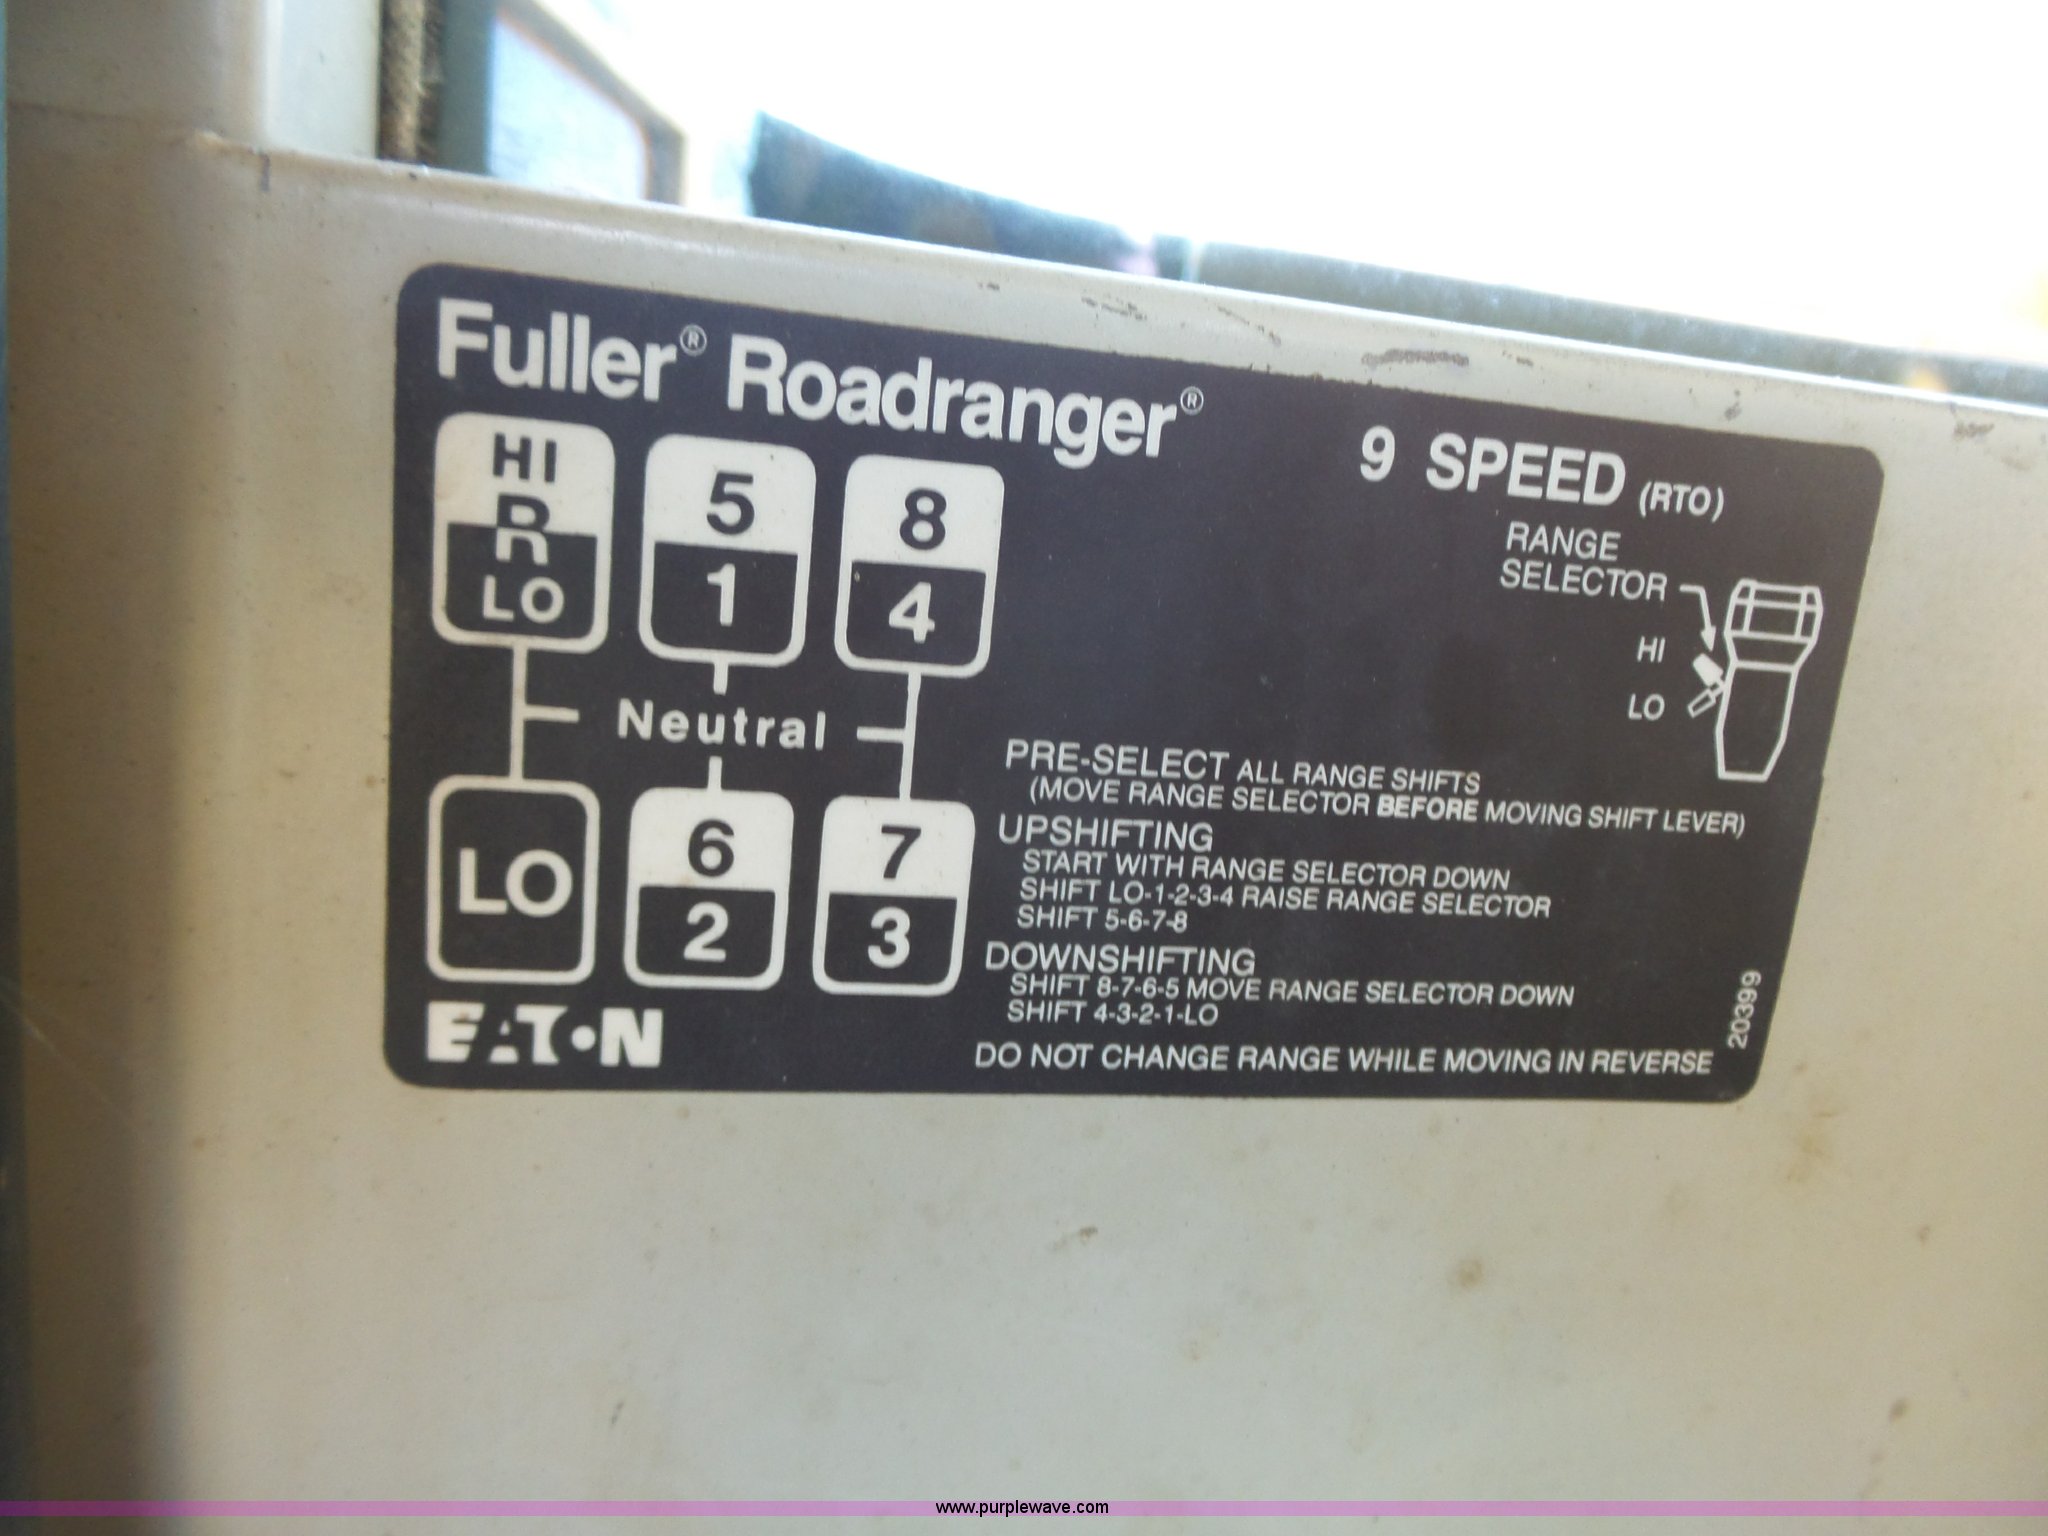 Fuller® Roadranger®
9 SPEED (RTO)
HI
R
LO
5
1
8
4
Neutral
LO
6
2
7
3
RANGE
SELECTOR
HI
LO
PRE-SELECT ALL RANGE SHIFTS
(MOVE RANGE SELECTOR BEFORE MOVING SHIFT LEVER)
UPSHIFTING
START WITH RANGE SELECTOR DOWN
SHIFT LO-1-2-3-4 RAISE RANGE SELECTOR
SHIFT 5-6-7-8
DOWNSHIFTING
SHIFT 8-7-6-5 MOVE RANGE SELECTOR DOWN
SHIFT 4-3-2-1-LO
DO NOT CHANGE RANGE WHILE MOVING IN REVERSE
20399
EATON
www.purplewave.com